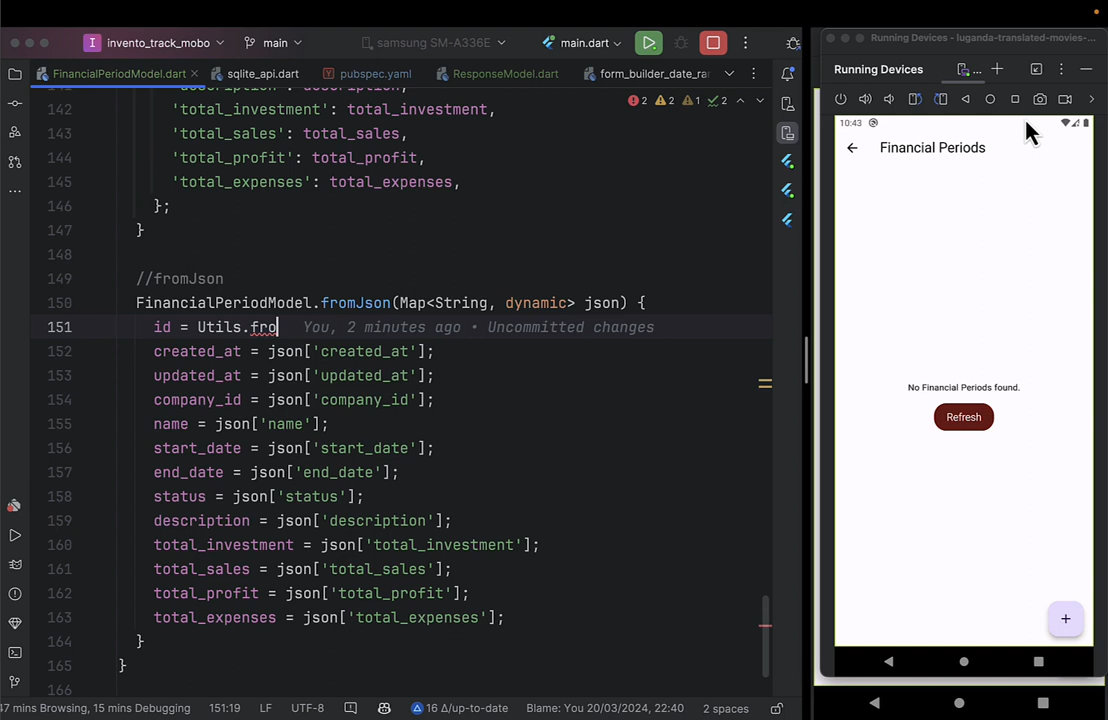 Running Devices - luganda-translated-movies-...
invento_track_mobo
main
samsung SM-A336E
main.dart
Running Devices
...
FinancialPeriodModel.dart
sqlite_api.dart
pubspec.yaml
ResponseModel.dart
form_builder_date_ra
142 'total_investment': total_investment,
2 2 1 2
143 'total_sales': total_sales,
144 'total_profit': total_profit,
145 'total_expenses': total_expenses,
146 };
147 }
148
149 //fromJson
150 FinancialPeriodModel.fromJson(Map<String, dynamic> json) {
151 id = Utils.fro You, 2 minutes ago • Uncommitted changes
152 created_at = json['created_at'];
153 updated_at = json['updated_at'];
154 company_id = json['company_id'];
155 name = json['name'];
156 start_date = json['start_date'];
157 end_date = json['end_date'];
158 status = json['status'];
159 description = json['description'];
160 total_investment = json['total_investment'];
161 total_sales = json['total_sales'];
162 total_profit = json['total_profit'];
163 total_expenses = json['total_expenses'];
164 }
165 }
166
10:43
Financial Periods
No Financial Periods found.
Refresh
+
47 mins Browsing, 15 mins Debugging
151:19
LF
UTF-8
16 Δ/up-to-date
Blame: You 20/03/2024, 22:40
2 spaces